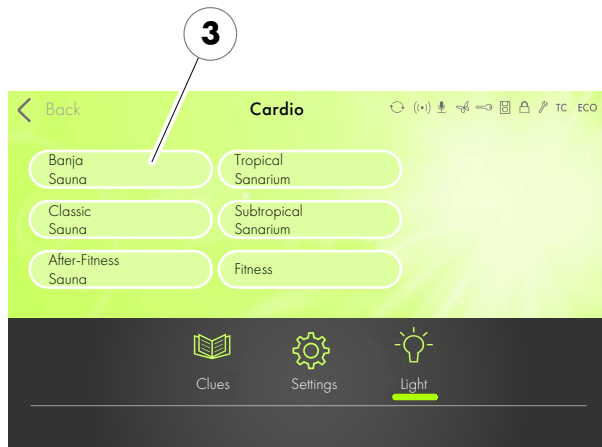 3
Back
Cardio
TC ECO
Banja
Sauna
Tropical
Sanarium
Classic
Sauna
Subtropical
Sanarium
After-Fitness
Sauna
Fitness
Clues
Settings
Light